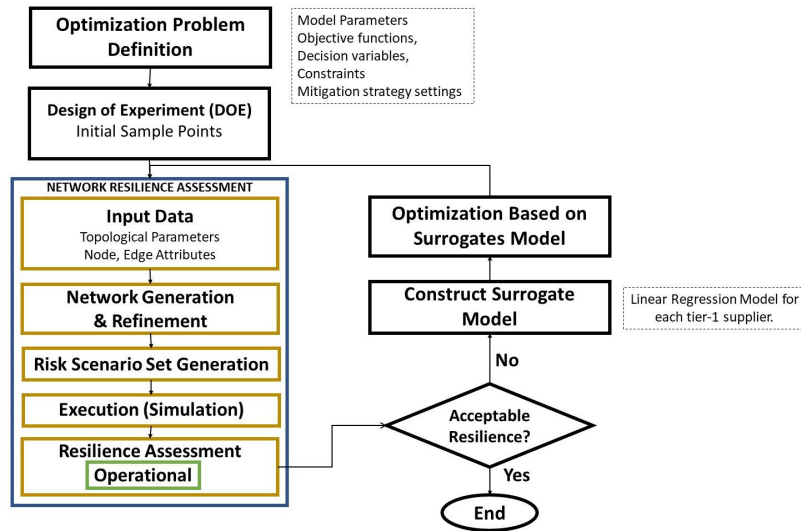 Optimization Problem
Definition
Model Parameters
Objective functions,
Decision variables,
Constraints
Mitigation strategy settings
Design of Experiment (DOE)
Initial Sample Points
NETWORK RESILIENCE ASSESSMENT
Input Data
Topological Parameters
Node, Edge Attributes
Network Generation
& Refinement
Risk Scenario Set Generation
Execution (Simulation)
Resilience Assessment
Operational
Optimization Based on
Surrogates Model
Construct Surrogate
Model
Linear Regression Model for
each tier-1 supplier.
No
Acceptable
Resilience?
Yes
End